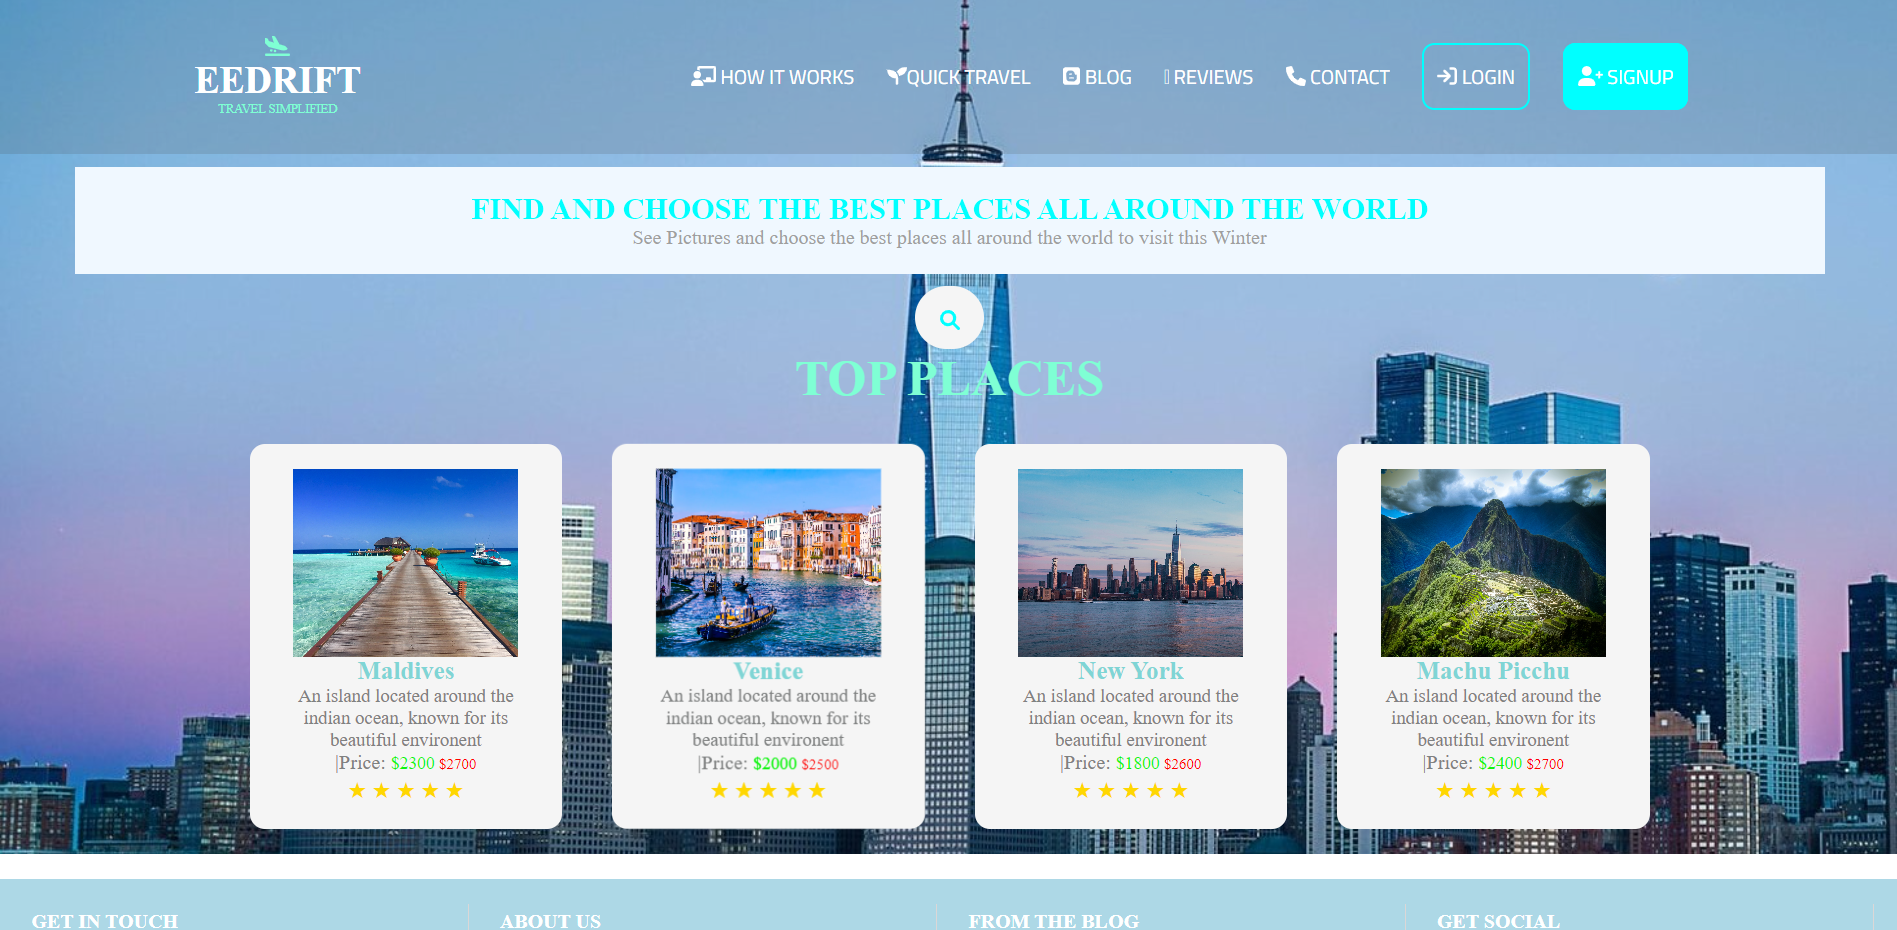 EEDRIFT
TRAVEL SIMPLIFIED
HOW IT WORKS
QUICK TRAVEL
BLOG
REVIEWS
CONTACT
LOGIN
SIGNUP
FIND AND CHOOSE THE BEST PLACES ALL AROUND THE WORLD
See Pictures and choose the best places all around the world to visit this Winter
TOP PLACES
Maldives
An island located around the
indian ocean, known for its
beautiful environent
|Price: $2300 $2700
★ ★ ★ ★ ★
Venice
An island located around the
indian ocean, known for its
beautiful environent
|Price: $2000 $2500
★ ★ ★ ★ ★
New York
An island located around the
indian ocean, known for its
beautiful environent
|Price: $1800 $2600
★ ★ ★ ★ ★
Machu Picchu
An island located around the
indian ocean, known for its
beautiful environent
|Price: $2400 $2700
★ ★ ★ ★ ★
GET IN TOUCH
ABOUT US
FROM THE BLOG
GET SOCIAL